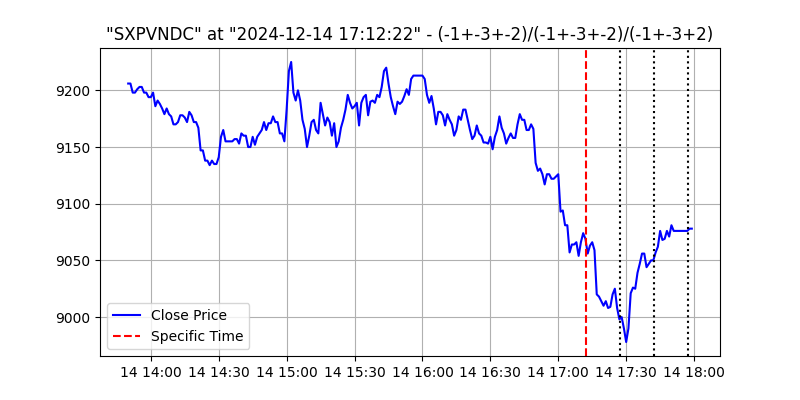 "SXPVNDC" at "2024-12-14 17:12:22" - (-1+-3+-2)/(-1+-3+-2)/(-1+-3+2)
9200
9150
9100
9050
9000
Close Price
Specific Time
14 14:00 14 14:30 14 15:00 14 15:30 14 16:00 14 16:30 14 17:00 14 17:30 14 18:00